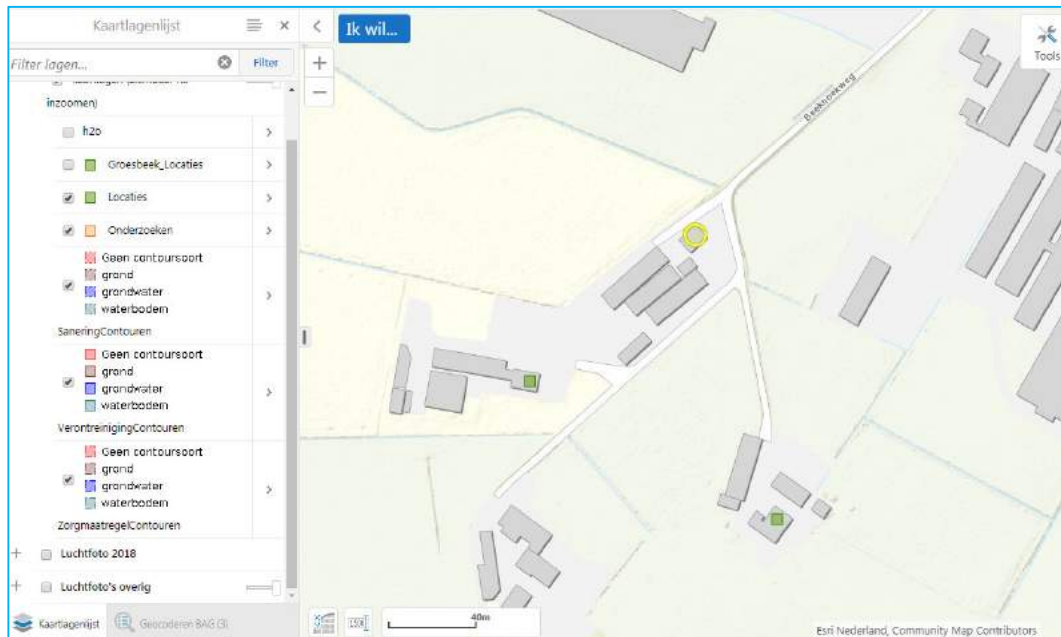 Kaartlagenlijst
Filter lagen...
Filter
inzoomen)
h2o
Groesbeek_Locaties
Locaties
Onderzoeken
Geen contoursoort
grond
grondwater
waterbodem
SaneringContouren
Geen contoursoort
grond
grondwater
waterbodem
VerontreinigingContouren
Geen contoursoort
grond
grondwater
waterbodem
ZorgmaatregelContouren
Luchtfoto 2018
Luchtfoto's overig
Kaartlagenlijst
Geocoderen BAG (3)
Ik wil...
Tools
Beekhoekweg
40m
Esri Nederland, Community Map Contributors